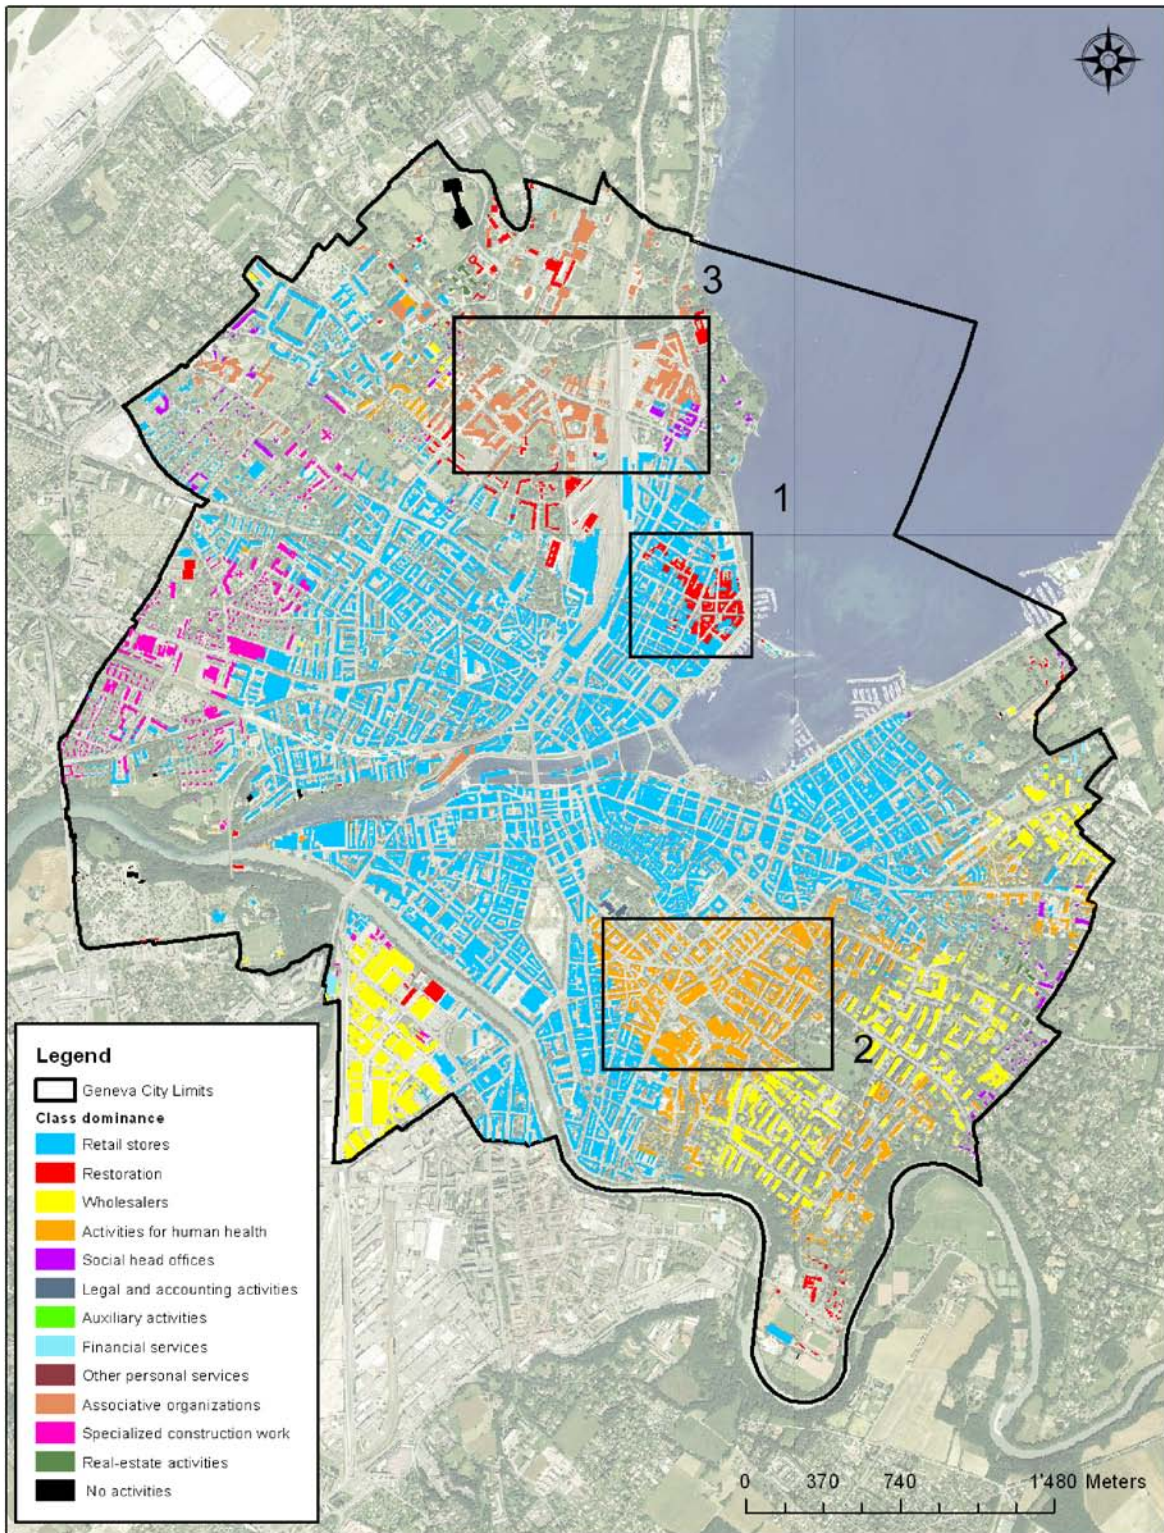 3
1
2
Legend
Geneva City Limits
Class dominance
Retail stores
Restoration
Wholesalers
Activities for human health
Social head offices
Legal and accounting activities
Auxiliary activities
Financial services
Other personal services
Associative organizations
Specialized construction work
Real-estate activities
No activities
0 370 740 1'480 Meters